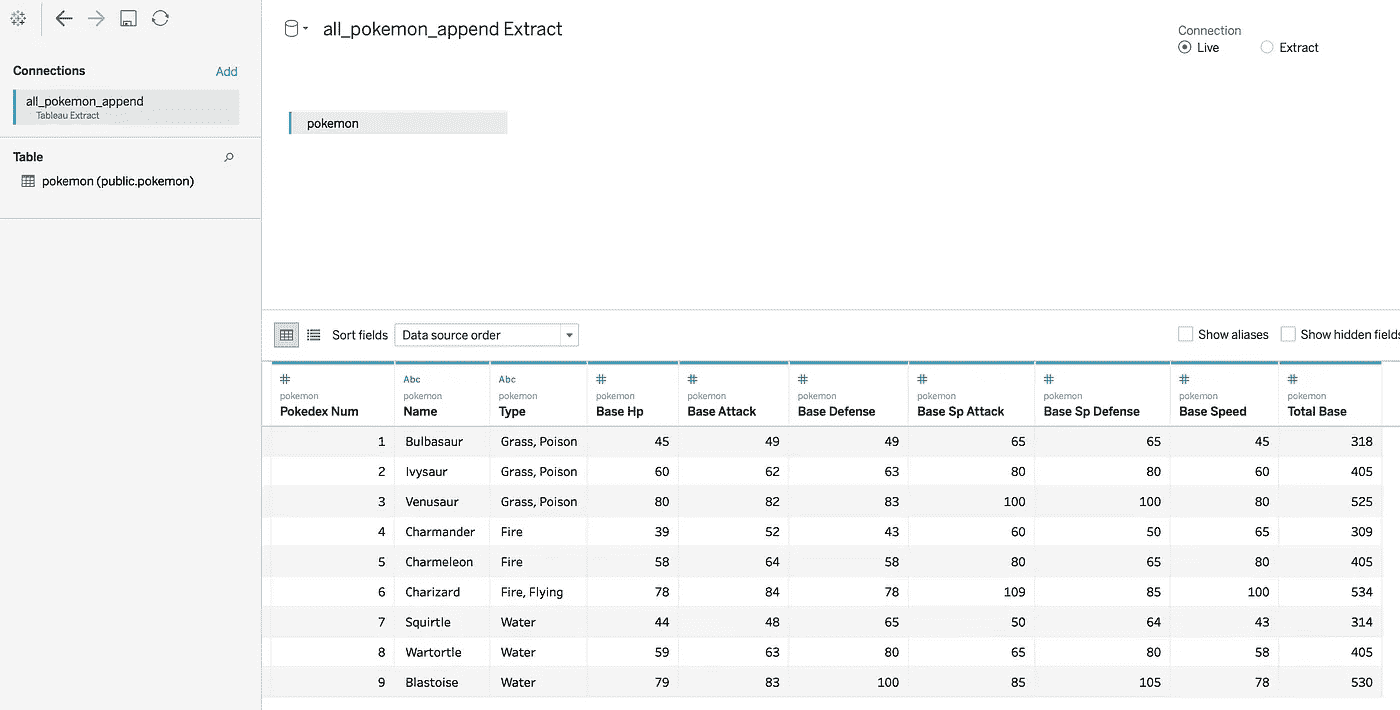 all_pokemon_append Extract
Connection
Live Extract
Connections Add
all_pokemon_append
Tableau Extract
pokemon
Table
pokemon (public.pokemon)
Sort fields Data source order Show aliases Show hidden fields
# Abc Abc # # # # # # #
pokemon pokemon pokemon pokemon pokemon pokemon pokemon pokemon pokemon pokemon
Pokedex Num Name Type Base Hp Base Attack Base Defense Base Sp Attack Base Sp Defense Base Speed Total Base
1 Bulbasaur Grass, Poison 45 49 49 65 65 45 318
2 Ivysaur Grass, Poison 60 62 63 80 80 60 405
3 Venusaur Grass, Poison 80 82 83 100 100 80 525
4 Charmander Fire 39 52 43 60 50 65 309
5 Charmeleon Fire 58 64 58 80 65 80 405
6 Charizard Fire, Flying 78 84 78 109 85 100 534
7 Squirtle Water 44 48 65 50 64 43 314
8 Wartortle Water 59 63 80 65 80 58 405
9 Blastoise Water 79 83 100 85 105 78 530